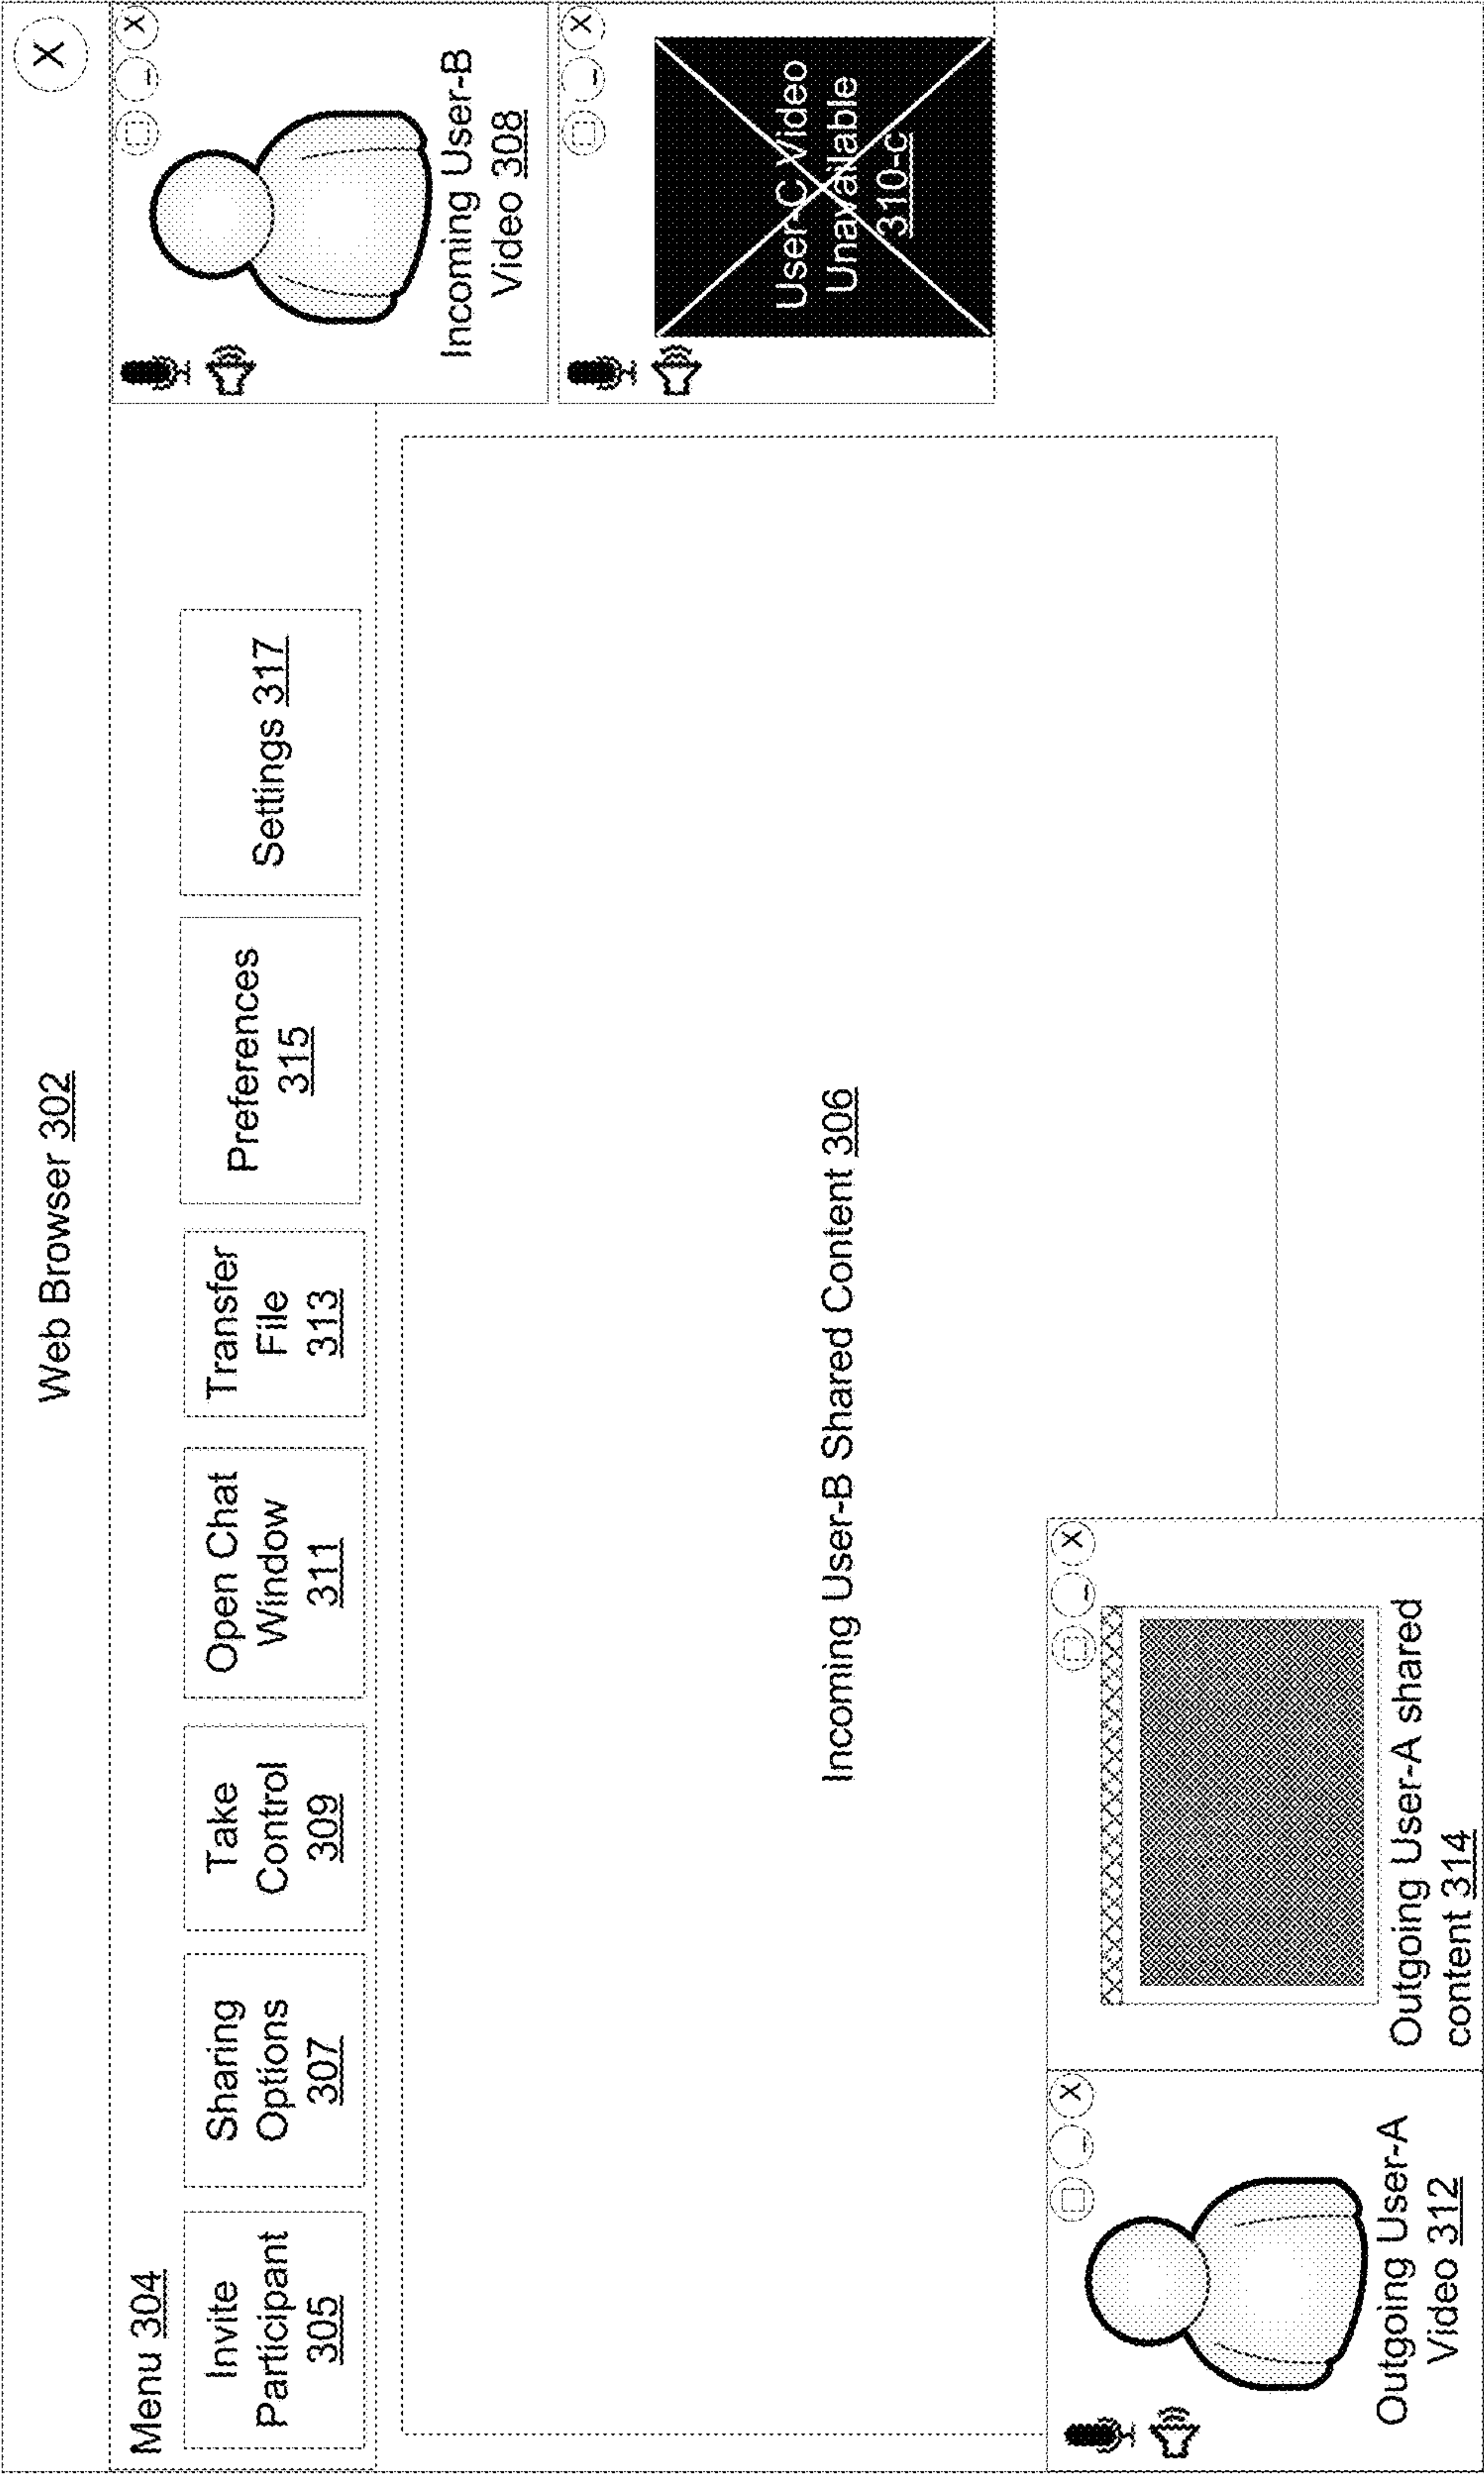 Web Browser 302
X
Menu 304
Invite
Participant
305
Sharing
Options
307
Take
Control
309
Open Chat
Window
311
Transfer
File
313
Preferences
315
Settings 317
X
Incoming User-B
Video 308
X
User-C Video
Unavailable
310-c
Incoming User-B Shared Content 306
X
Outgoing User-A
Video 312
X
Outgoing User-A shared
content 314